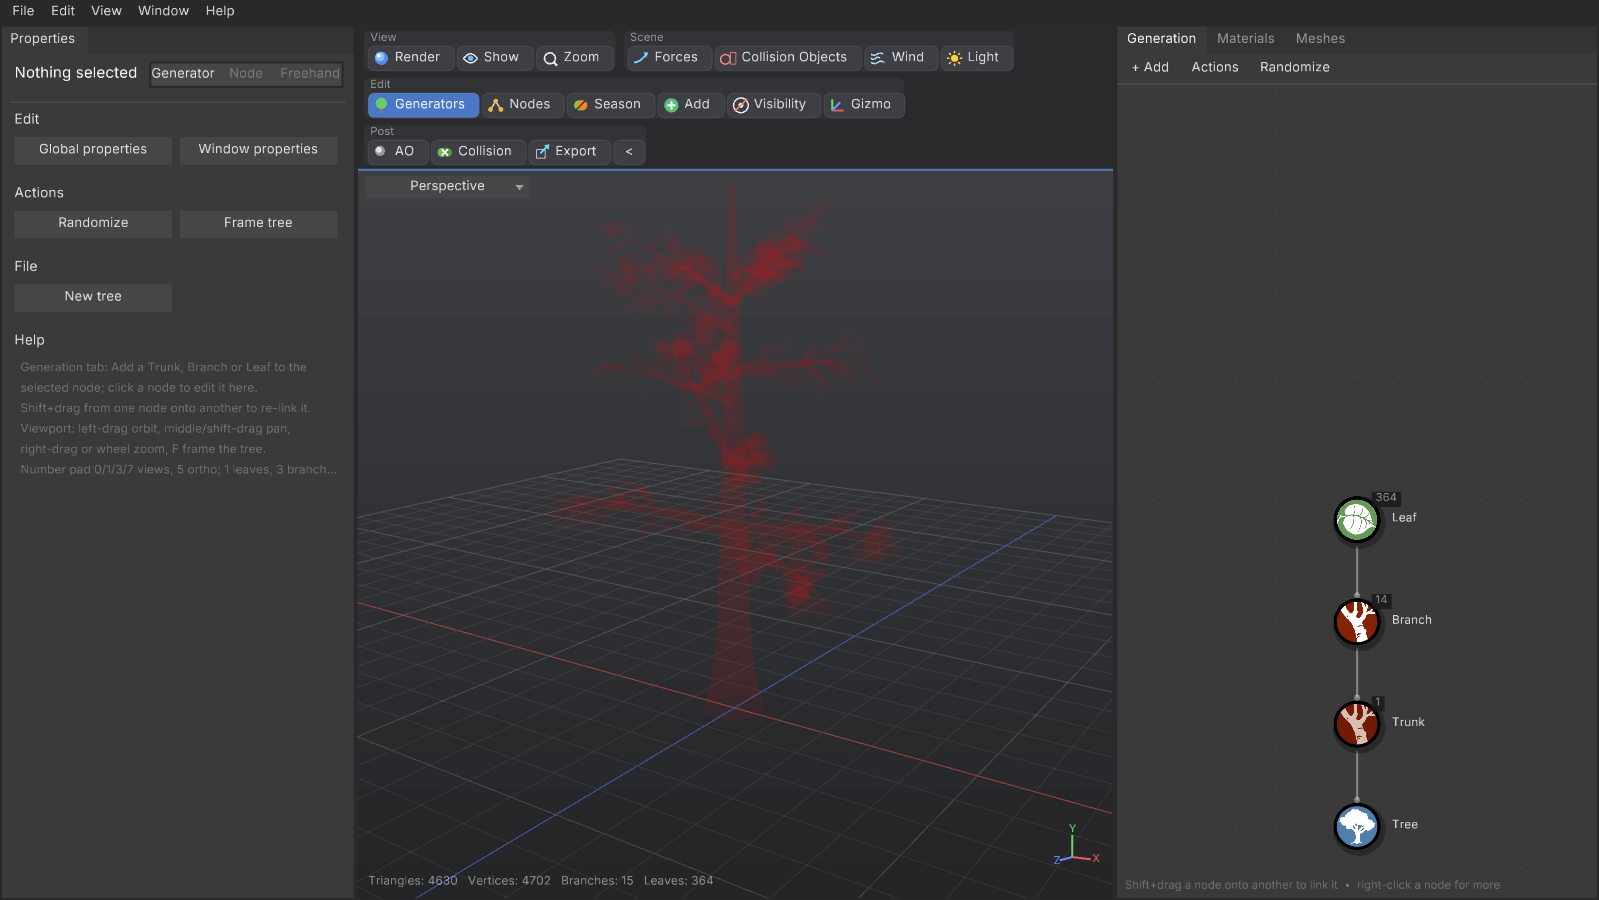 File Edit View Window Help
Properties
Nothing selected Generator Node Freehand
Edit
Global properties Window properties
Actions
Randomize Frame tree
File
New tree
Help
Generation tab: Add a Trunk, Branch or Leaf to the
selected node; click a node to edit it here.
Shift+drag from one node onto another to re-link it.
Viewport: left-drag orbit, middle/shift-drag pan,
right-drag or wheel zoom, F frame the tree.
Number pad 0/1/3/7 views, 5 ortho; 1 leaves, 3 branch...
View
Render Show Zoom
Scene
Forces Collision Objects Wind Light
Edit
Generators Nodes Season Add Visibility Gizmo
Post
AO Collision Export <
Perspective
Y
Z X
Triangles: 4630 Vertices: 4702 Branches: 15 Leaves: 364
Generation Materials Meshes
+ Add Actions Randomize
364
Leaf
14
Branch
1
Trunk
Tree
Shift+drag a node onto another to link it • right-click a node for more